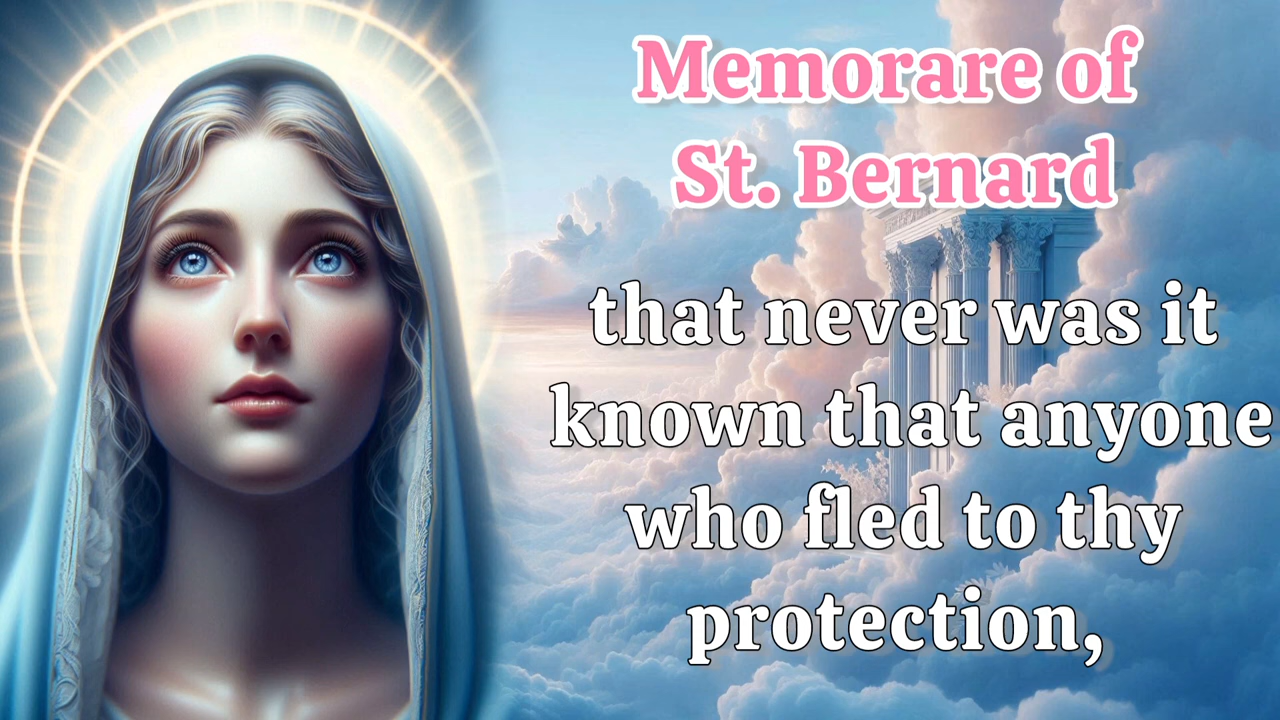 Memorare of
St. Bernard
that never was it
known that anyone
who fled to thy
protection,